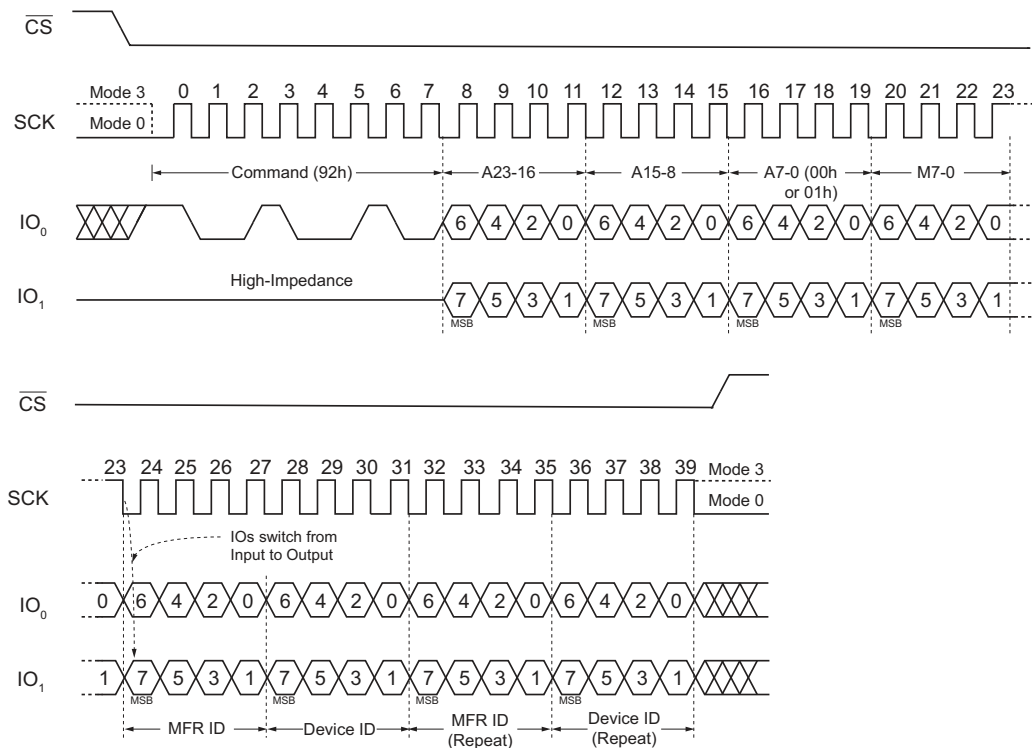 CS
Mode 3 0 1 2 3 4 5 6 7 8 9 10 11 12 13 14 15 16 17 18 19 20 21 22 23
SCK
Mode 0
Command (92h) A23-16 A15-8 A7-0 (00h or 01h) M7-0
IO0 6 4 2 0 6 4 2 0 6 4 2 0 6 4 2 0
High-Impedance
IO1 7 5 3 1 7 5 3 1 7 5 3 1 7 5 3 1
MSB MSB MSB MSB
CS
23 24 25 26 27 28 29 30 31 32 33 34 35 36 37 38 39 Mode 3
SCK
Mode 0
IOs switch from
Input to Output
IO0 0 6 4 2 0 6 4 2 0 6 4 2 0 6 4 2 0
IO1 1 7 5 3 1 7 5 3 1 7 5 3 1 7 5 3 1
MSB MSB MSB MSB
MFR ID Device ID MFR ID (Repeat) Device ID (Repeat)